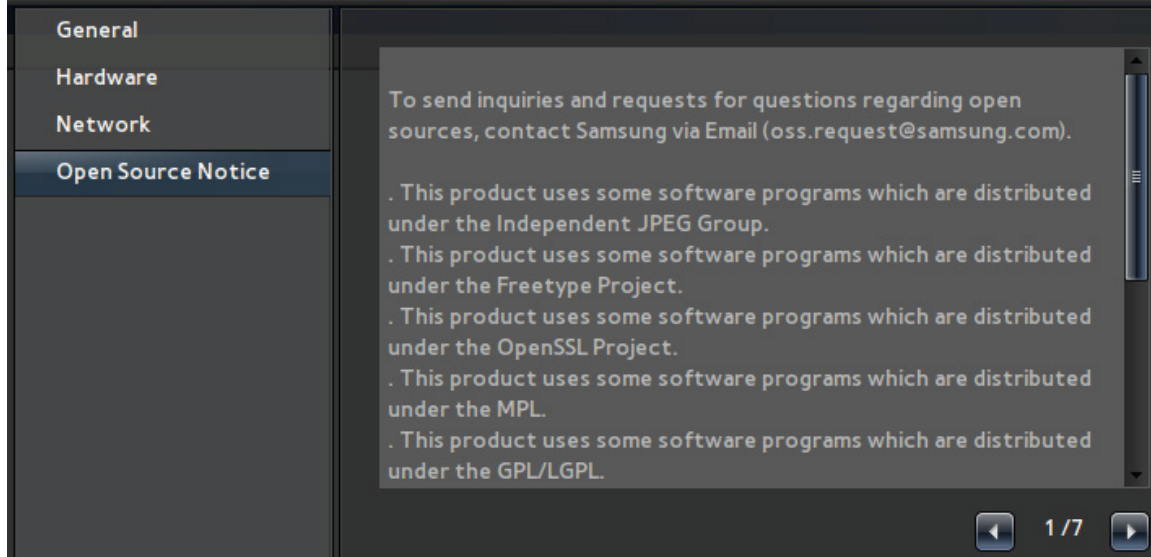 General
Hardware
Network
Open Source Notice
To send inquiries and requests for questions regarding open
sources, contact Samsung via Email (oss.request@samsung.com).
. This product uses some software programs which are distributed
under the Independent JPEG Group.
. This product uses some software programs which are distributed
under the Freetype Project.
. This product uses some software programs which are distributed
under the OpenSSL Project.
. This product uses some software programs which are distributed
under the MPL.
. This product uses some software programs which are distributed
under the GPL/LGPL.
1/7